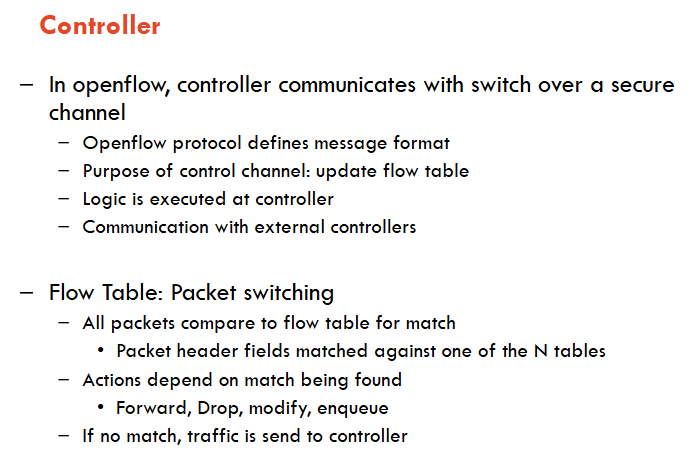 Controller
– In openflow, controller communicates with switch over a secure
channel
– Openflow protocol defines message format
– Purpose of control channel: update flow table
– Logic is executed at controller
– Communication with external controllers
– Flow Table: Packet switching
– All packets compare to flow table for match
• Packet header fields matched against one of the N tables
– Actions depend on match being found
• Forward, Drop, modify, enqueue
– If no match, traffic is send to controller